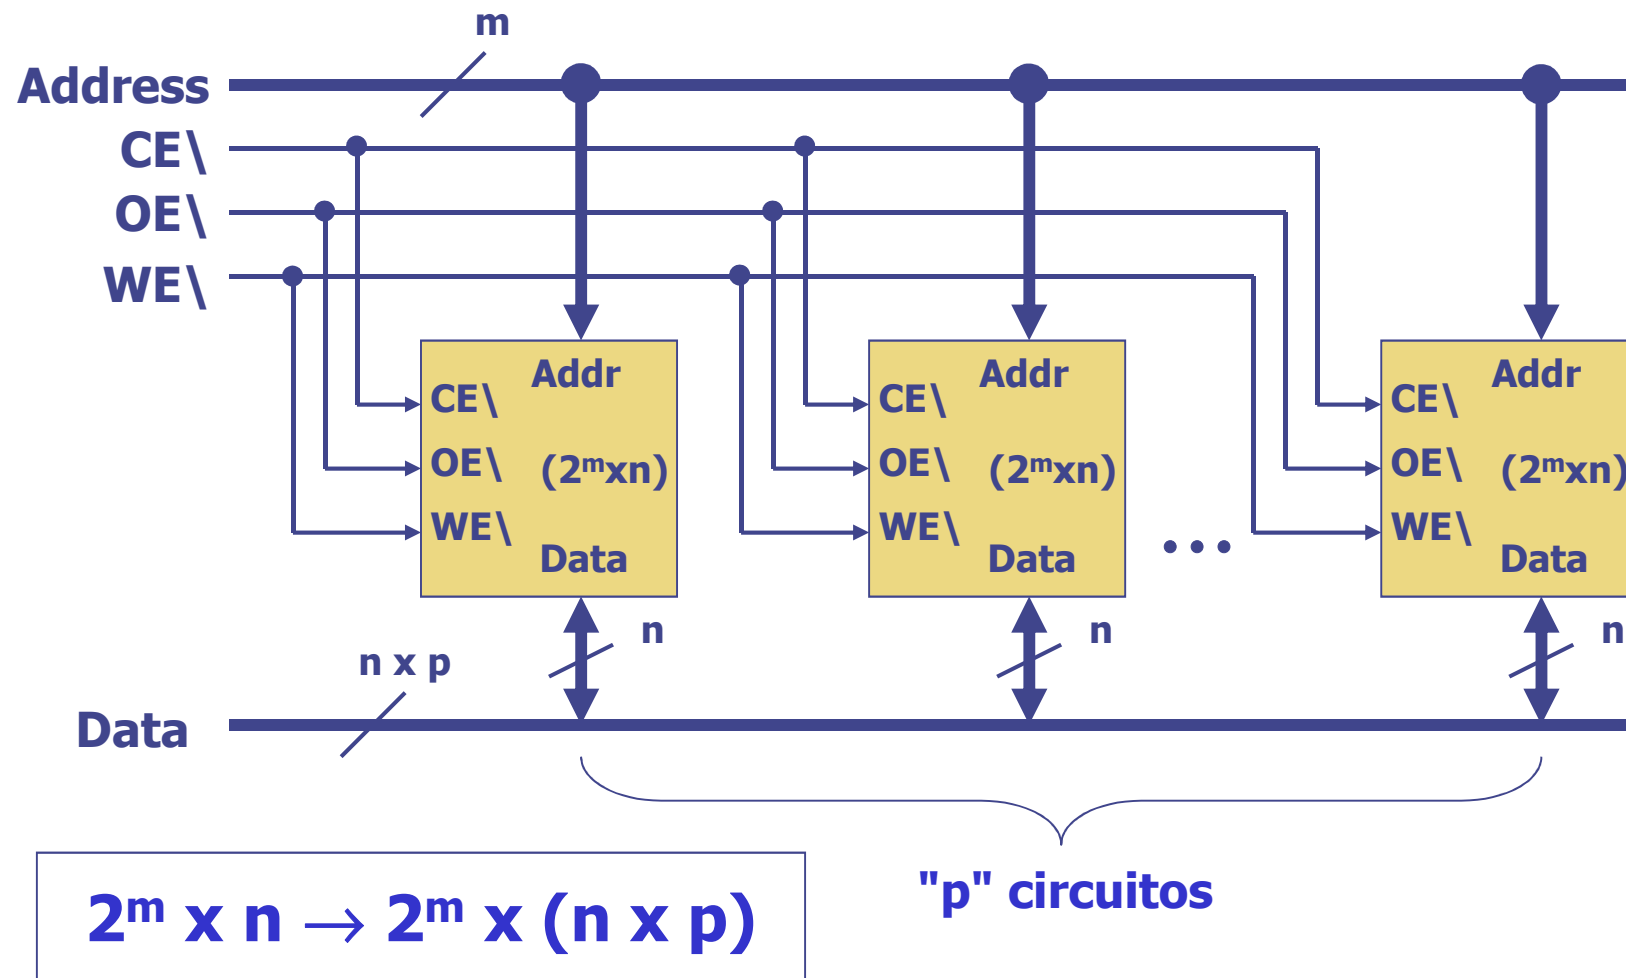 m
Address
CE\
OE\
WE\
Addr
CE\
OE\
(2ᵐxn)
WE\
Data
Addr
CE\
OE\
(2ᵐxn)
WE\
Data
...
Addr
CE\
OE\
(2ᵐxn)
WE\
Data
n
n
n
n x p
Data
"p" circuitos
2ᵐ x n → 2ᵐ x (n x p)